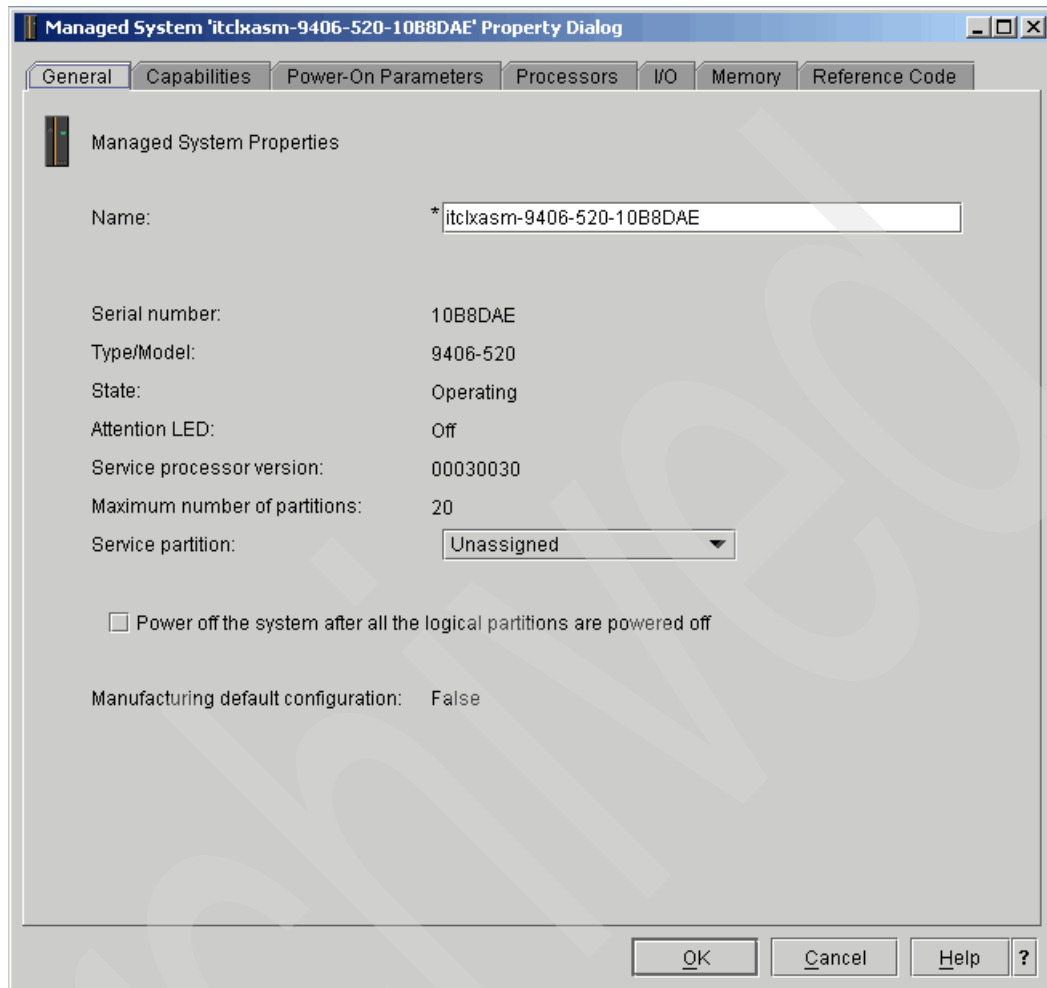 Managed System 'itclxasm-9406-520-10B8DAE' Property Dialog
General Capabilities Power-On Parameters Processors I/O Memory Reference Code
Managed System Properties
Name: * itclxasm-9406-520-10B8DAE
Serial number: 10B8DAE
Type/Model: 9406-520
State: Operating
Attention LED: Off
Service processor version: 00030030
Maximum number of partitions: 20
Service partition: Unassigned
Power off the system after all the logical partitions are powered off
Manufacturing default configuration: False
OK Cancel Help ?